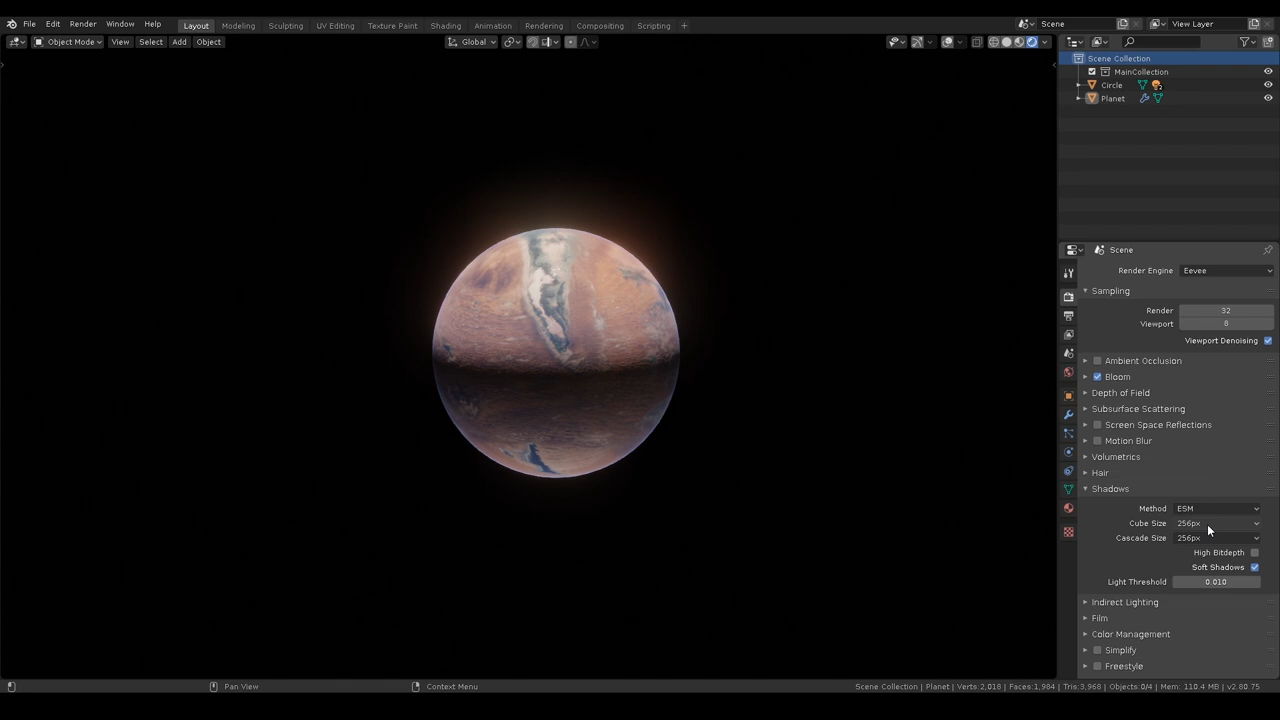 File Edit Render Window Help Layout Modeling Sculpting UV Editing Texture Paint Shading Animation Rendering Compositing Scripting + Scene View Layer
Object Mode View Select Add Object Global
Scene Collection
MainCollection
Circle
Planet
Scene
Render Engine Eevee
Sampling
Render 32
Viewport 8
Viewport Denoising
Ambient Occlusion
Bloom
Depth of Field
Subsurface Scattering
Screen Space Reflections
Motion Blur
Volumetrics
Hair
Shadows
Method ESM
Cube Size 256px
Cascade Size 256px
High Bitdepth
Soft Shadows
Light Threshold 0.010
Indirect Lighting
Film
Color Management
Simplify
Freestyle
Pan View Context Menu Scene Collection | Planet | Verts:2,018 | Faces:1,984 | Tris:3,968 | Objects:0/4 | Mem: 110.4 MB | v2.80.75